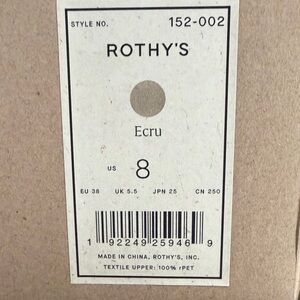 STYLE NO. 152-002
ROTHY'S
Ecru
US 8
EU 38 UK 5.5 JPN 25 CN 250
1 92249 25946 9
MADE IN CHINA, ROTHY'S, INC.
TEXTILE UPPER: 100% rPET